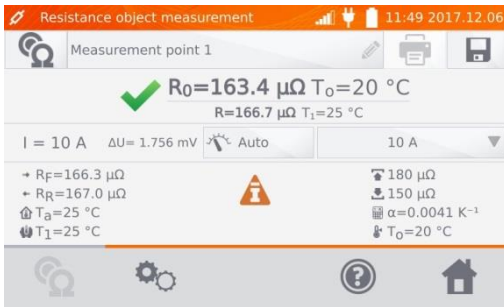 Resistance object measurement 11:49 2017.12.06
Measurement point 1
R0=163.4 µΩ To=20 °C
R=166.7 µΩ T1=25 °C
I = 10 A ΔU= 1.756 mV Auto 10 A
RF=166.3 µΩ 180 µΩ
RR=167.0 µΩ 150 µΩ
Ta=25 °C α=0.0041 K⁻¹
T1=25 °C To=20 °C